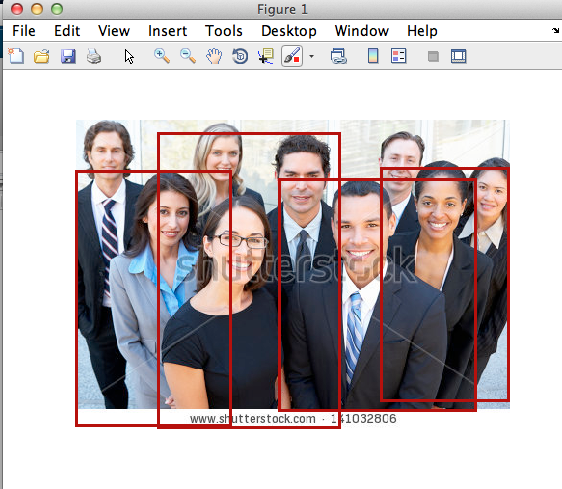 Figure 1
File Edit View Insert Tools Desktop Window Help
shutterstock
www.shutterstock.com · 141032806